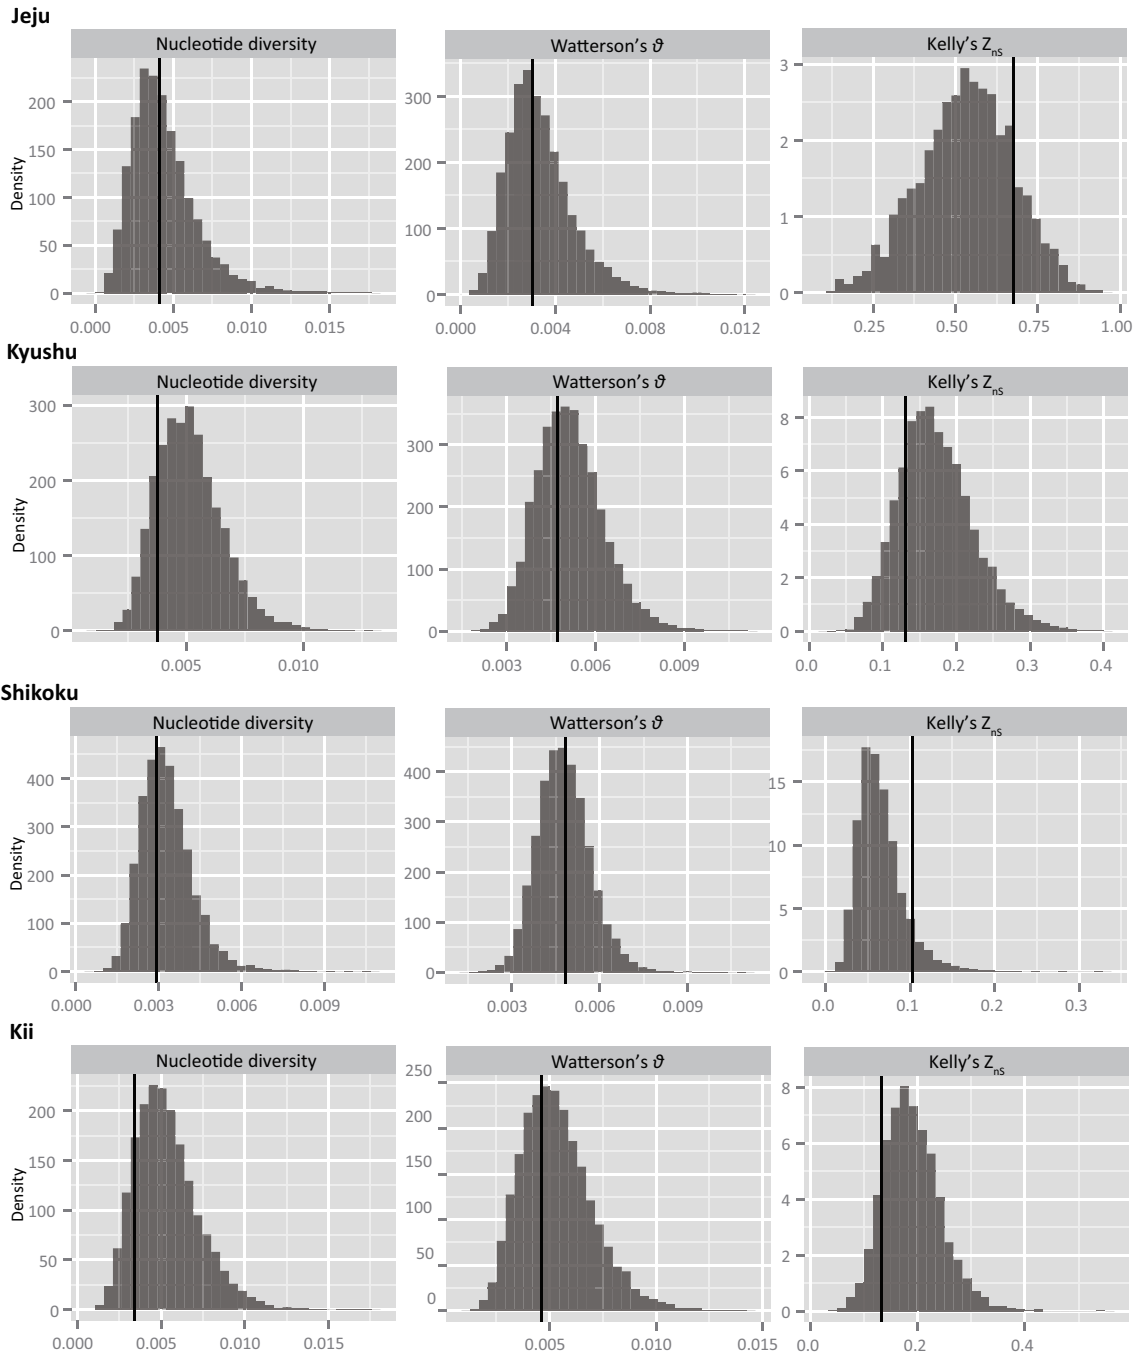 Jeju
Nucleotide diversity Watterson's ϑ Kelly's ZnS
Density
200
150
100
50
0
0.000 0.005 0.010 0.015
300
200
100
0
0.000 0.004 0.008 0.012
3
2
1
0
0.25 0.50 0.75 1.00
Kyushu
Nucleotide diversity Watterson's ϑ Kelly's ZnS
Density
300
200
100
0
0.005 0.010
300
200
100
0
0.003 0.006 0.009
8
6
4
2
0
0.0 0.1 0.2 0.3 0.4
Shikoku
Nucleotide diversity Watterson's ϑ Kelly's ZnS
Density
400
300
200
100
0
0.000 0.003 0.006 0.009
400
300
200
100
0
0.003 0.006 0.009
15
10
5
0
0.0 0.1 0.2 0.3
Kii
Nucleotide diversity Watterson's ϑ Kelly's ZnS
Density
200
150
100
50
0
0.000 0.005 0.010 0.015
250
200
150
100
50
0
0.005 0.010 0.015
8
6
4
2
0
0.0 0.2 0.4